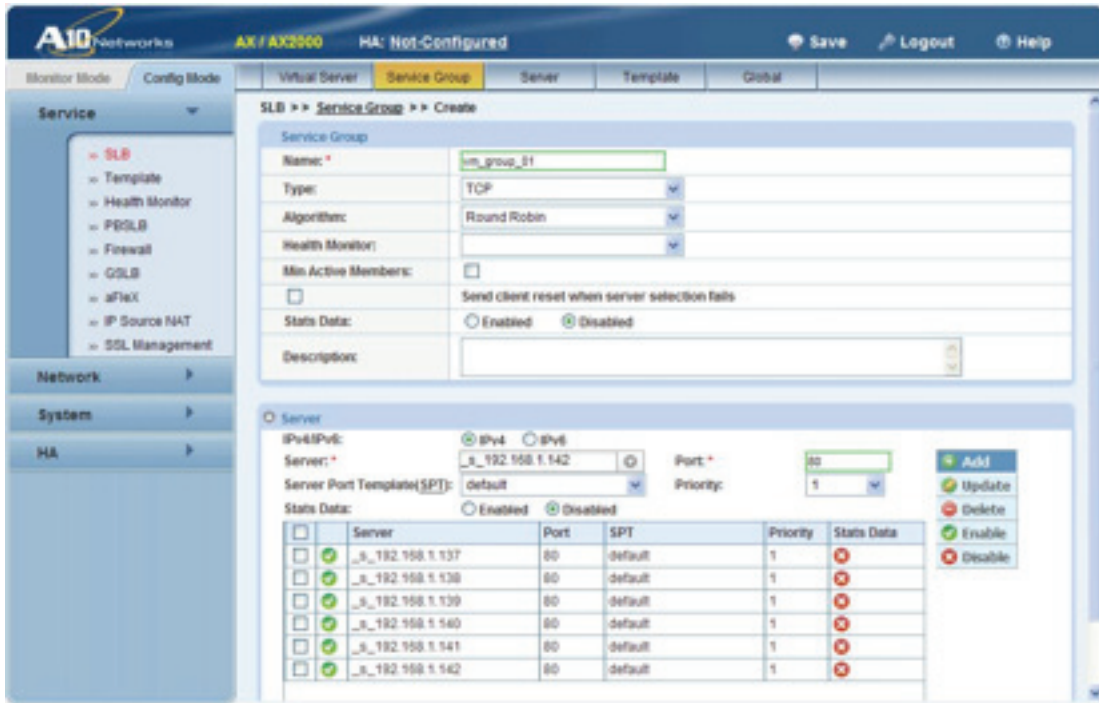 A10 Networks AX / AX2000 HA: Not-Configured Save Logout Help
Monitor Mode Config Mode Virtual Server Service Group Server Template Global
Service
SLB
Template
Health Monitor
PBSLB
Firewall
GSLB
aFleX
IP Source NAT
SSL Management
Network
System
HA
SLB >> Service Group >> Create
Service Group
Name: * vm_group_01
Type: TCP
Algorithm: Round Robin
Health Monitor:
Min Active Members:
Send client reset when server selection fails
Stats Data: Enabled Disabled
Description:
Server
IPv4/IPv6: IPv4 IPv6
Server: * _s_192.168.1.142 Port: * 80
Server Port Template(SPT): default Priority: 1
Stats Data: Enabled Disabled
Add
Update
Delete
Enable
Disable
Server Port SPT Priority Stats Data
_s_192.168.1.137 80 default 1
_s_192.168.1.138 80 default 1
_s_192.168.1.139 80 default 1
_s_192.168.1.140 80 default 1
_s_192.168.1.141 80 default 1
_s_192.168.1.142 80 default 1